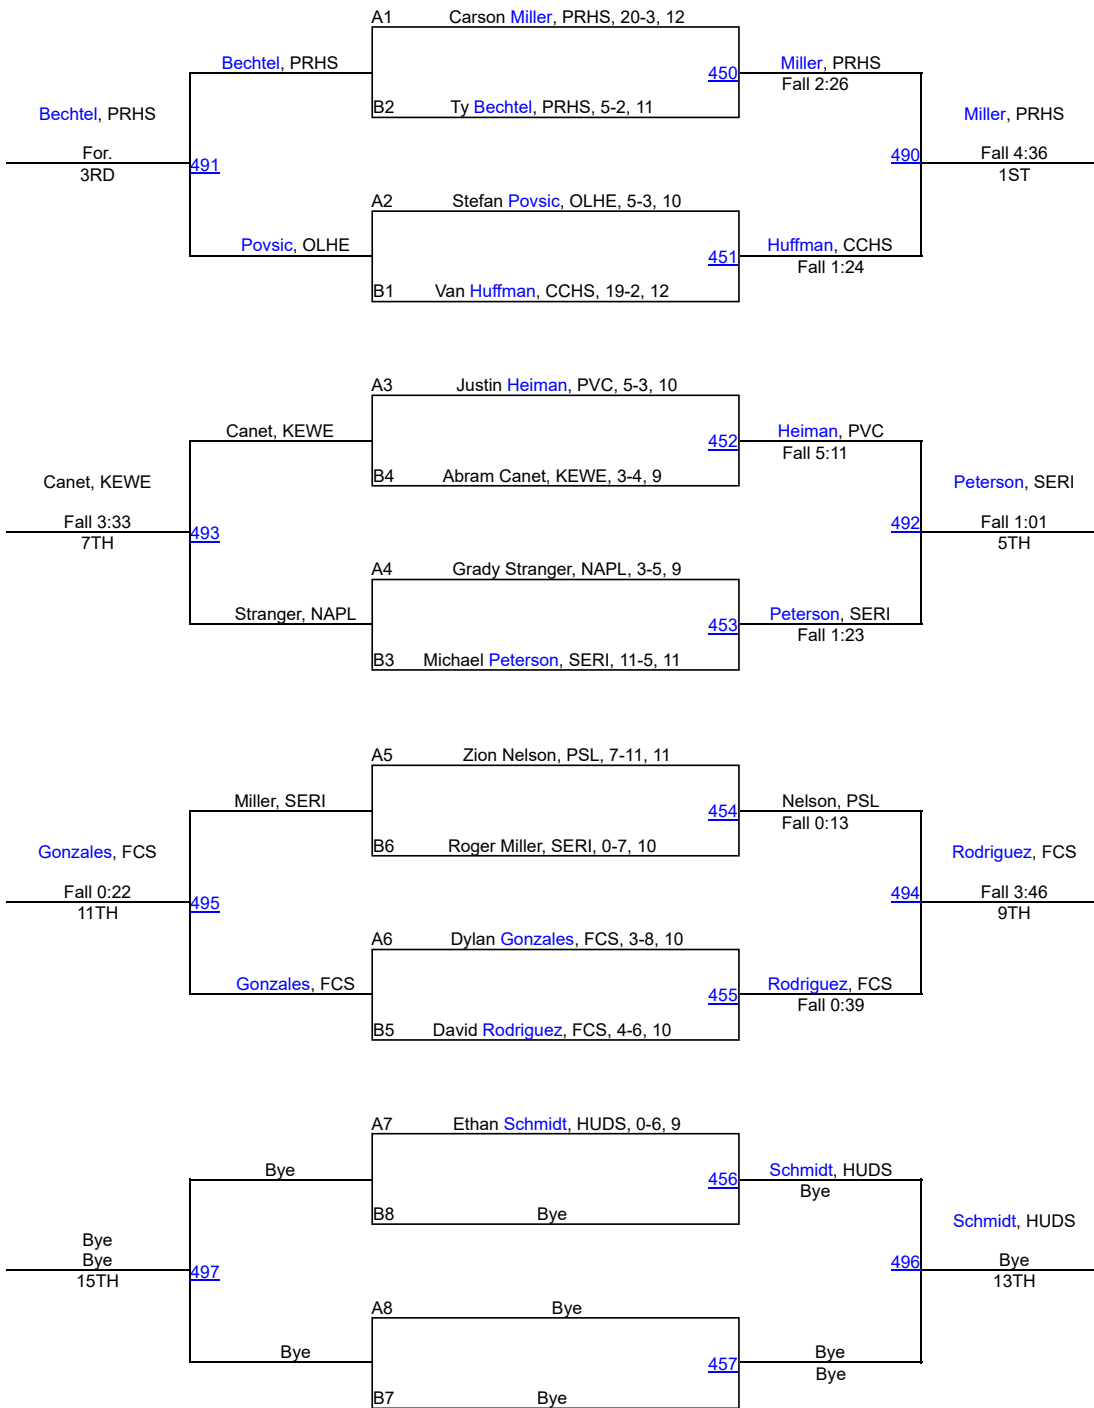 A1 Carson Miller, PRHS, 20-3, 12
Bechtel, PRHS
450
Miller, PRHS
Fall 2:26
B2 Ty Bechtel, PRHS, 5-2, 11
Bechtel, PRHS
For.
3RD
491
Miller, PRHS
490
Fall 4:36
1ST
A2 Stefan Povsic, OLHE, 5-3, 10
Povsic, OLHE
451
Huffman, CCHS
Fall 1:24
B1 Van Huffman, CCHS, 19-2, 12
A3 Justin Heiman, PVC, 5-3, 10
Canet, KEWE
452
Heiman, PVC
Fall 5:11
B4 Abram Canet, KEWE, 3-4, 9
Canet, KEWE
Fall 3:33
7TH
493
Peterson, SERI
492
Fall 1:01
5TH
A4 Grady Stranger, NAPL, 3-5, 9
Stranger, NAPL
453
Peterson, SERI
Fall 1:23
B3 Michael Peterson, SERI, 11-5, 11
A5 Zion Nelson, PSL, 7-11, 11
Miller, SERI
454
Nelson, PSL
Fall 0:13
B6 Roger Miller, SERI, 0-7, 10
Gonzales, FCS
Fall 0:22
11TH
495
Rodriguez, FCS
494
Fall 3:46
9TH
A6 Dylan Gonzales, FCS, 3-8, 10
Gonzales, FCS
455
Rodriguez, FCS
Fall 0:39
B5 David Rodriguez, FCS, 4-6, 10
A7 Ethan Schmidt, HUDS, 0-6, 9
Bye
456
Schmidt, HUDS
Bye
B8 Bye
Bye
Bye
15TH
497
Schmidt, HUDS
496
Bye
13TH
A8 Bye
Bye
457
Bye
Bye
B7 Bye